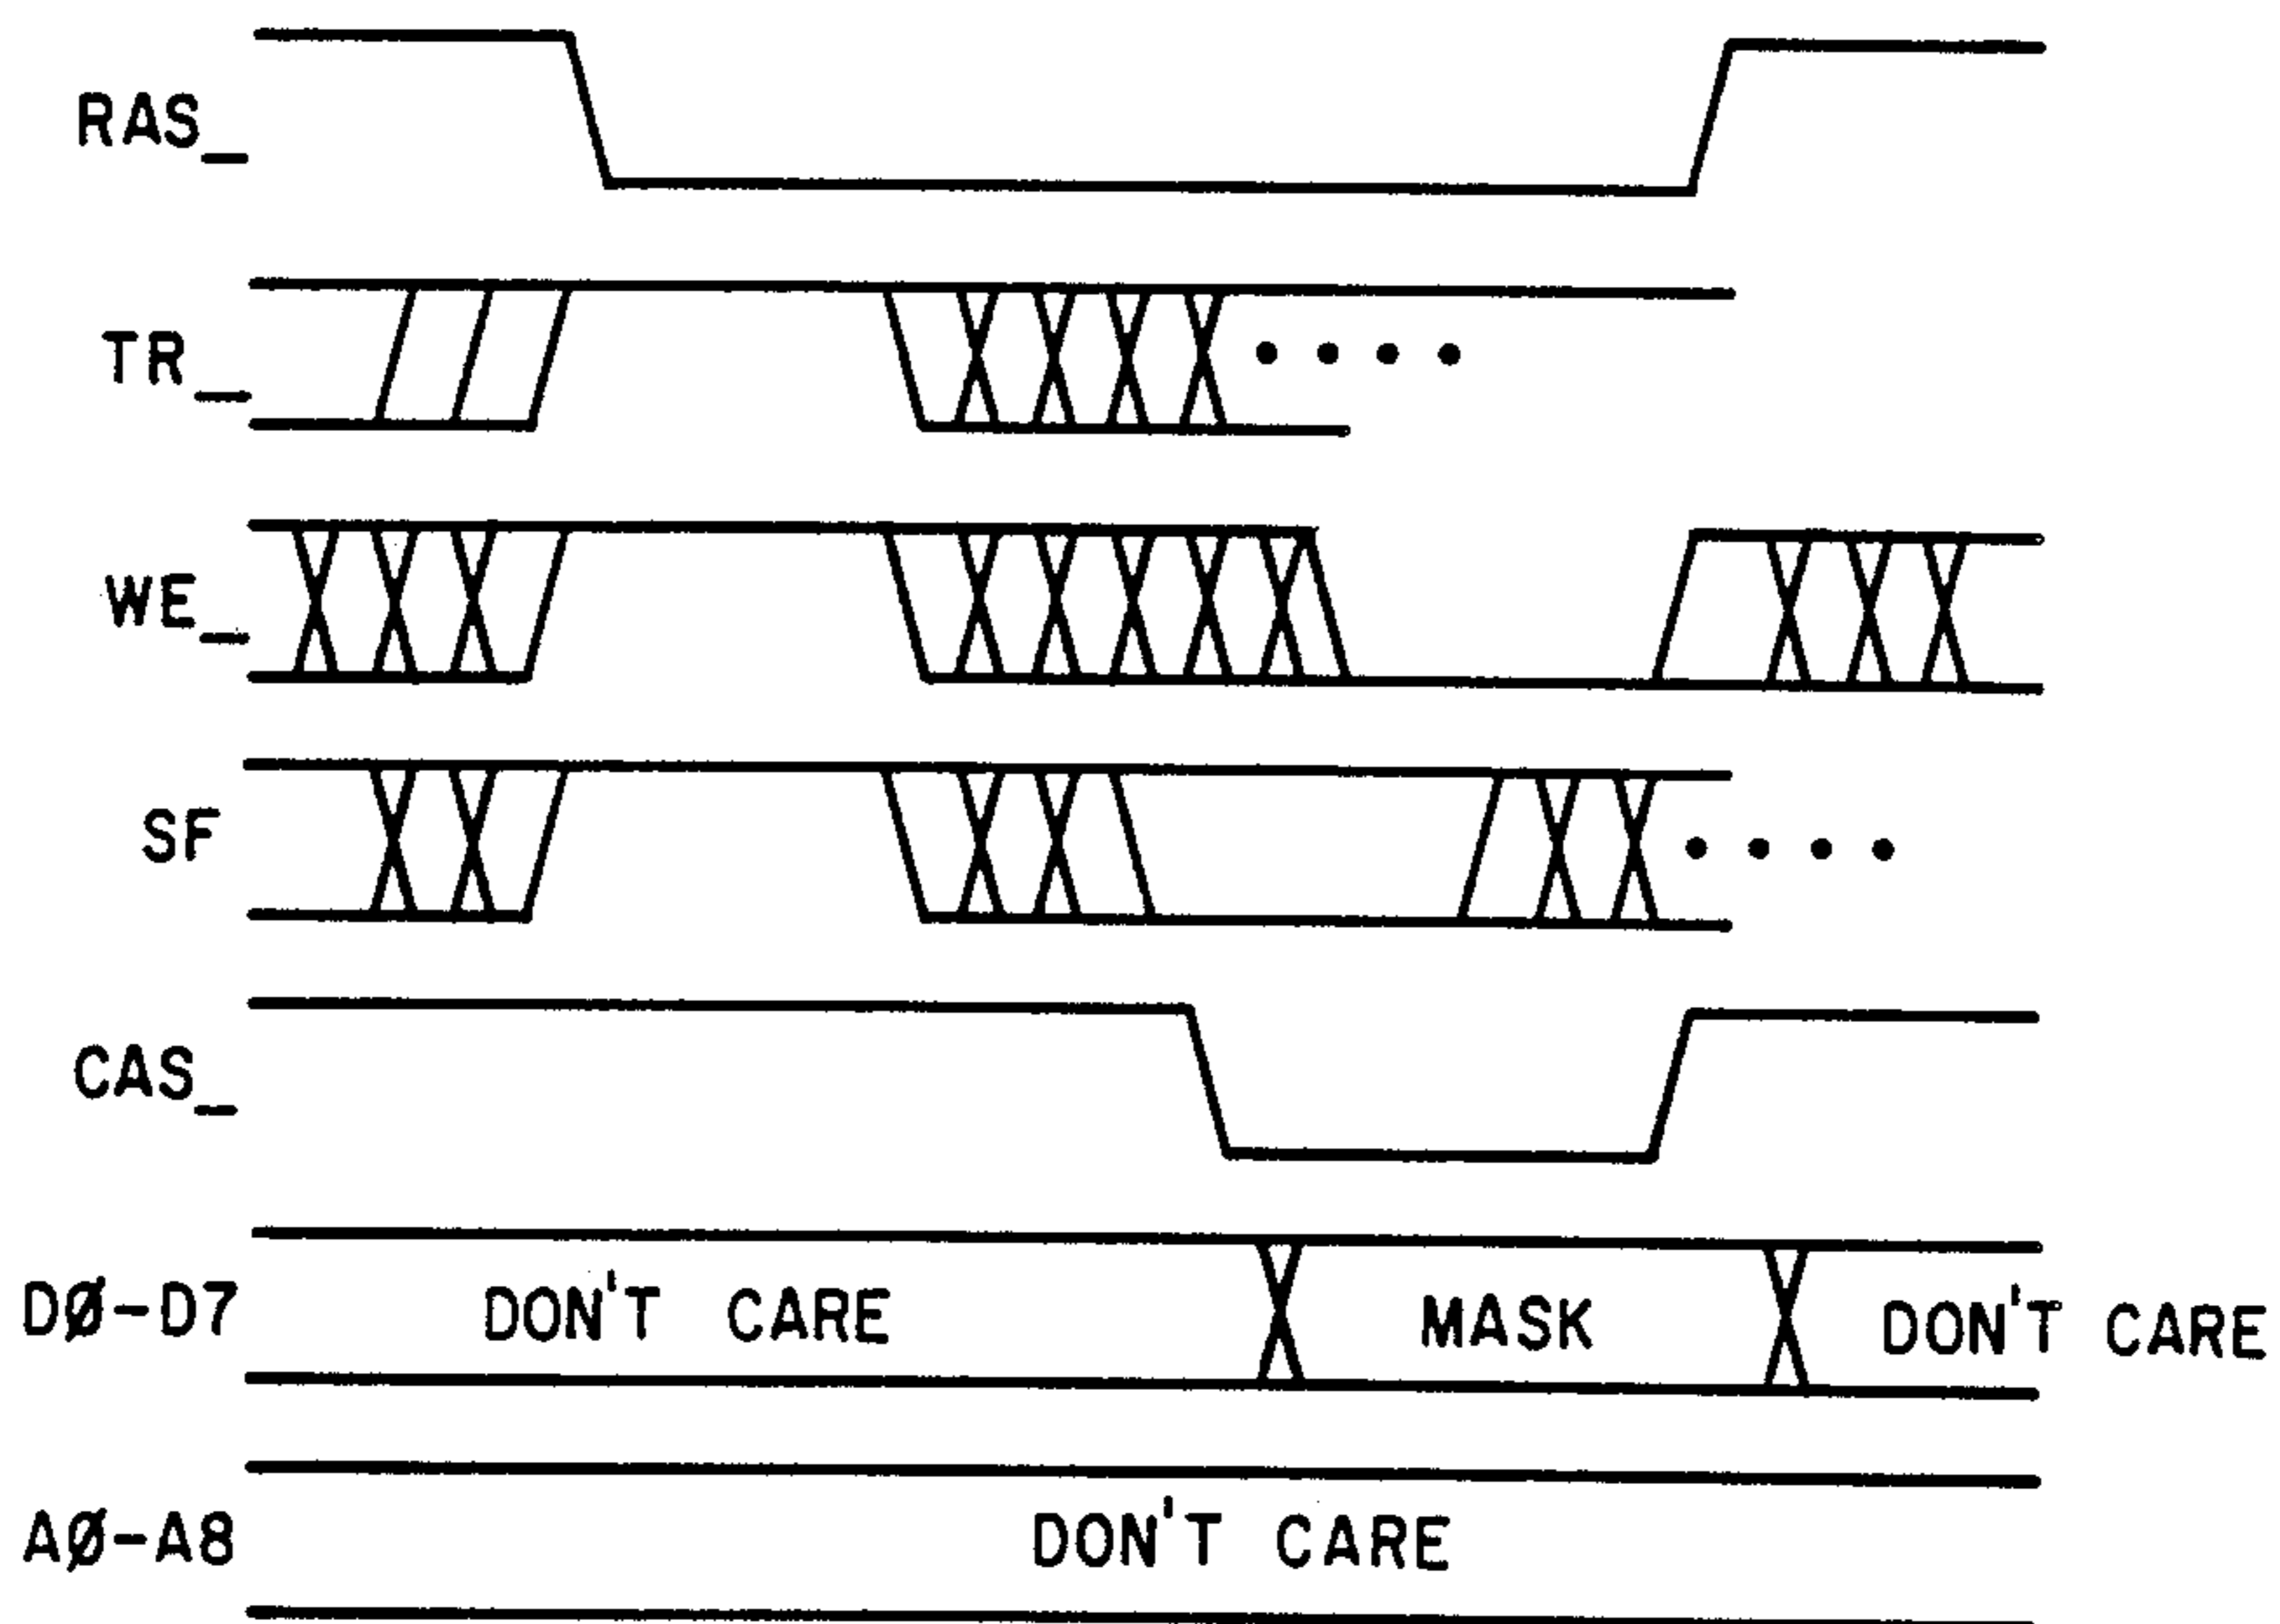 RAS_
TR_
WE_
SF
CAS_
DØ-D7 DON'T CARE MASK DON'T CARE
AØ-A8 DON'T CARE